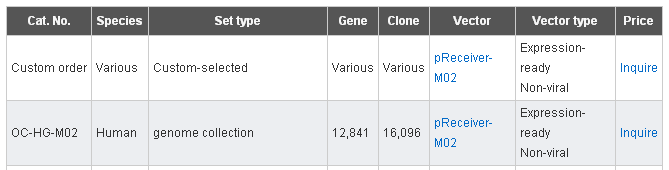 Cat. No. Species Set type Gene Clone Vector Vector type Price
Custom order Various Custom-selected Various Various pReceiver-M02 Expression-ready Non-viral Inquire
OC-HG-M02 Human genome collection 12,841 16,096 pReceiver-M02 Expression-ready Non-viral Inquire